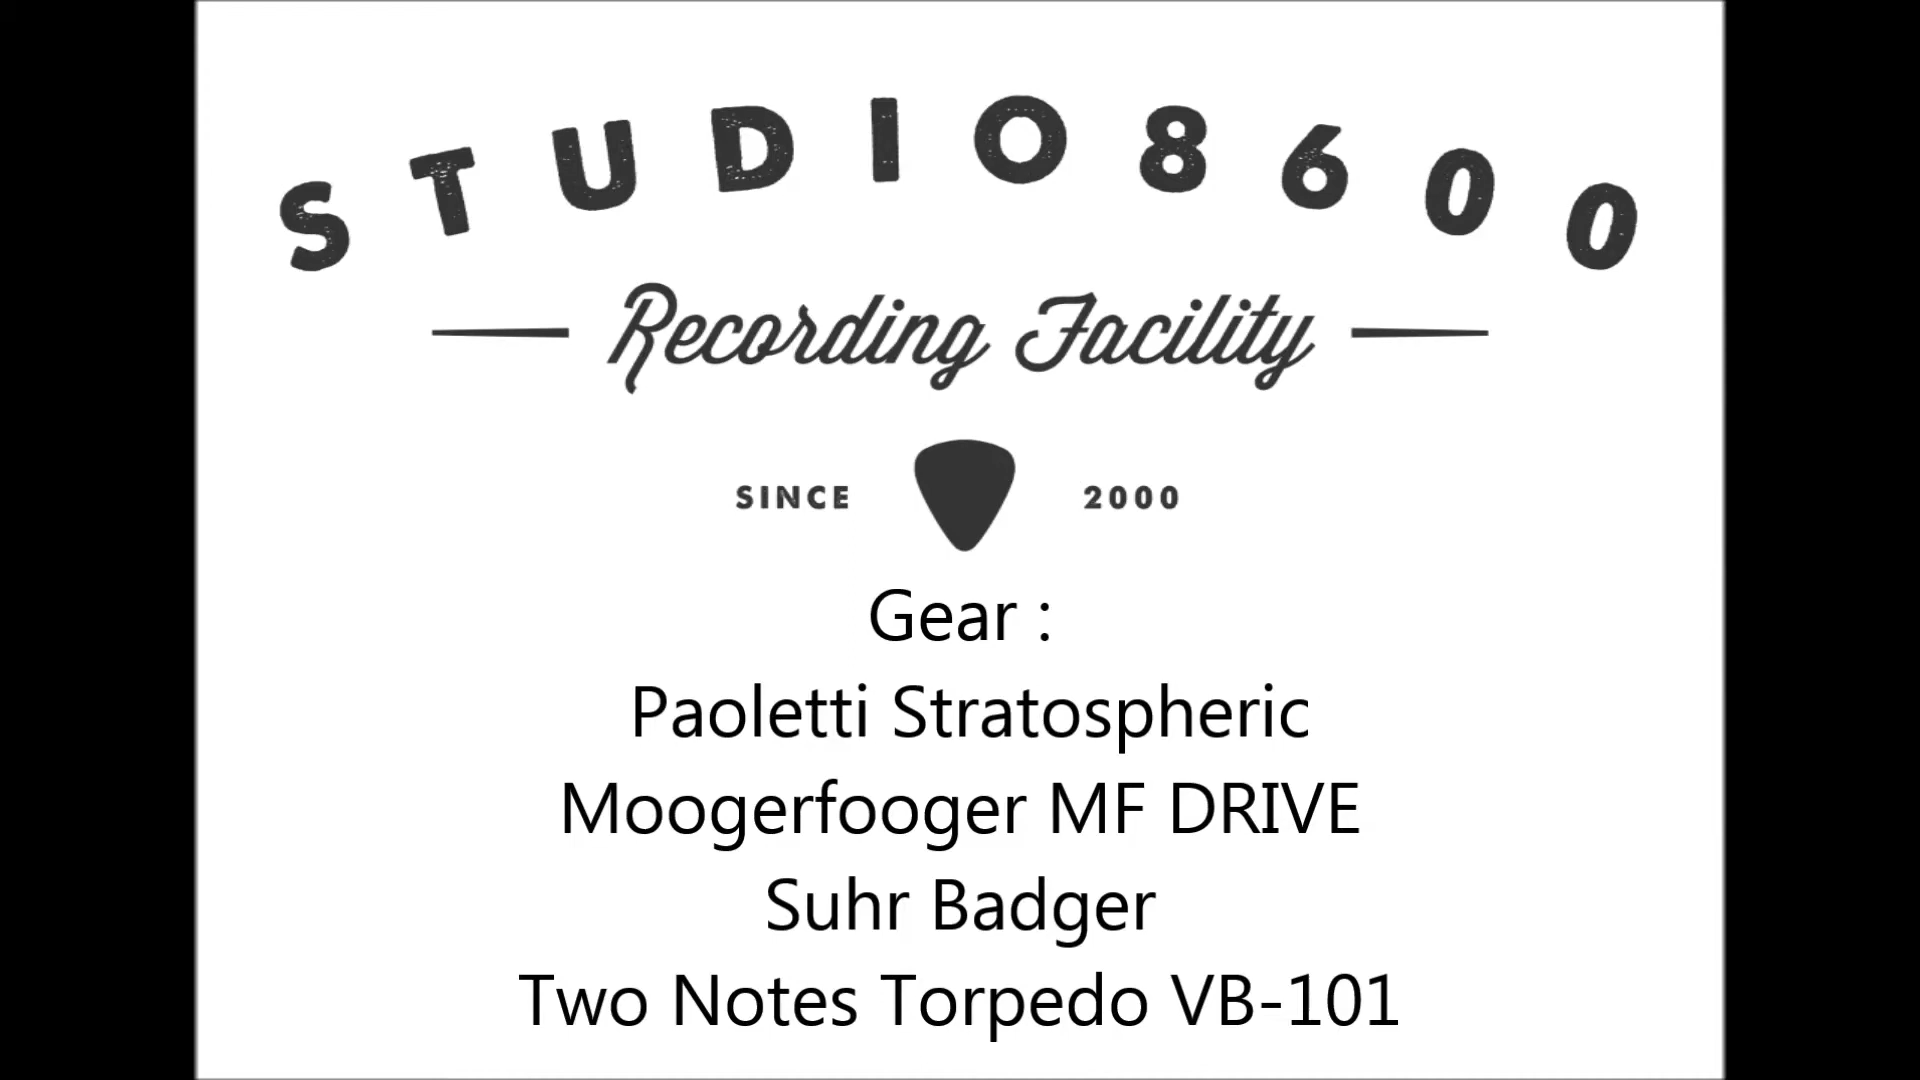 STUDIO8600
Recording Facility
SINCE 2000
Gear :
Paoletti Stratospheric
Moogerfooger MF DRIVE
Suhr Badger
Two Notes Torpedo VB-101